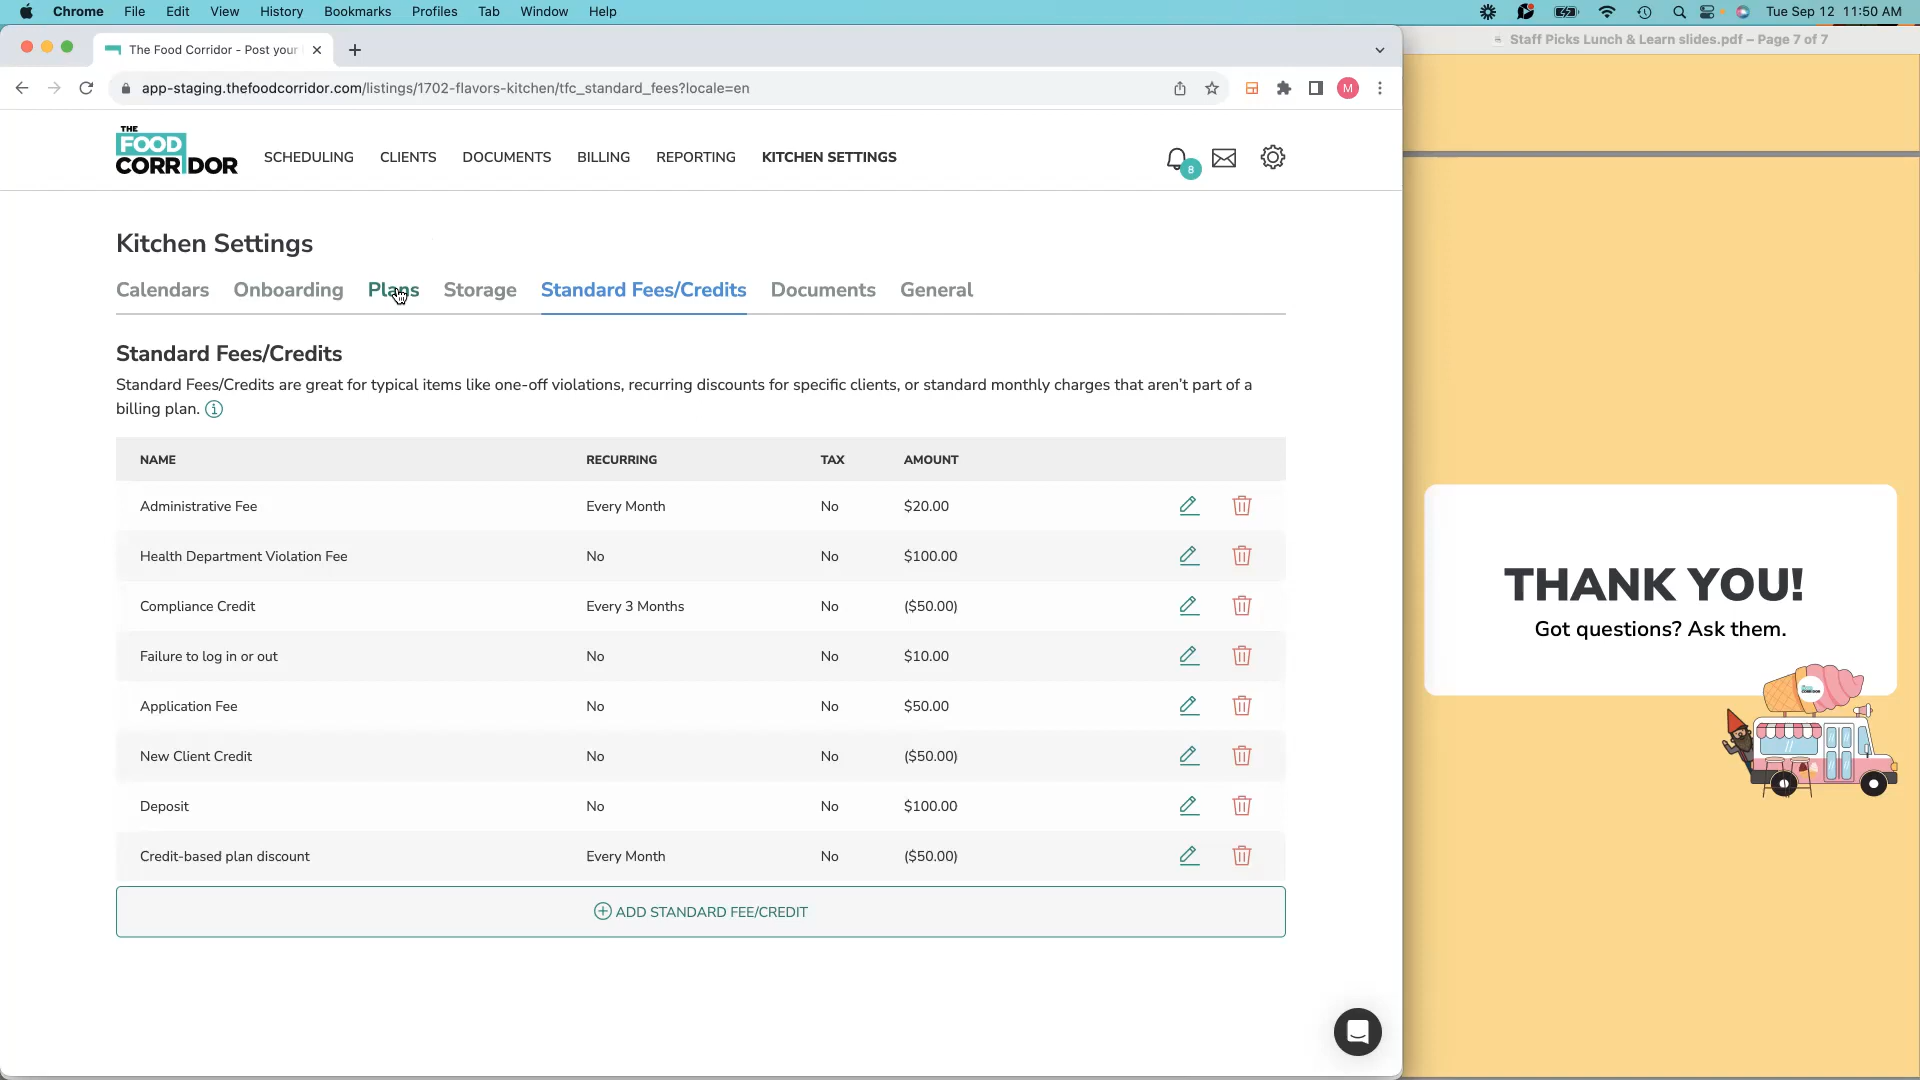 Chrome File Edit View History Bookmarks Profiles Tab Window Help
Tue Sep 12 11:50 AM
The Food Corridor - Post your
Staff Picks Lunch & Learn slides.pdf – Page 7 of 7
app-staging.thefoodcorridor.com/listings/1702-flavors-kitchen/tfc_standard_fees?locale=en
M
THE
FOOD
CORRIDOR
SCHEDULING CLIENTS DOCUMENTS BILLING REPORTING KITCHEN SETTINGS
8
Kitchen Settings
Calendars Onboarding Plans Storage Standard Fees/Credits Documents General
Standard Fees/Credits
Standard Fees/Credits are great for typical items like one-off violations, recurring discounts for specific clients, or standard monthly charges that aren't part of a
billing plan.
NAME RECURRING TAX AMOUNT
Administrative Fee Every Month No $20.00
Health Department Violation Fee No No $100.00
Compliance Credit Every 3 Months No ($50.00)
Failure to log in or out No No $10.00
Application Fee No No $50.00
New Client Credit No No ($50.00)
Deposit No No $100.00
Credit-based plan discount Every Month No ($50.00)
ADD STANDARD FEE/CREDIT
THANK YOU!
Got questions? Ask them.